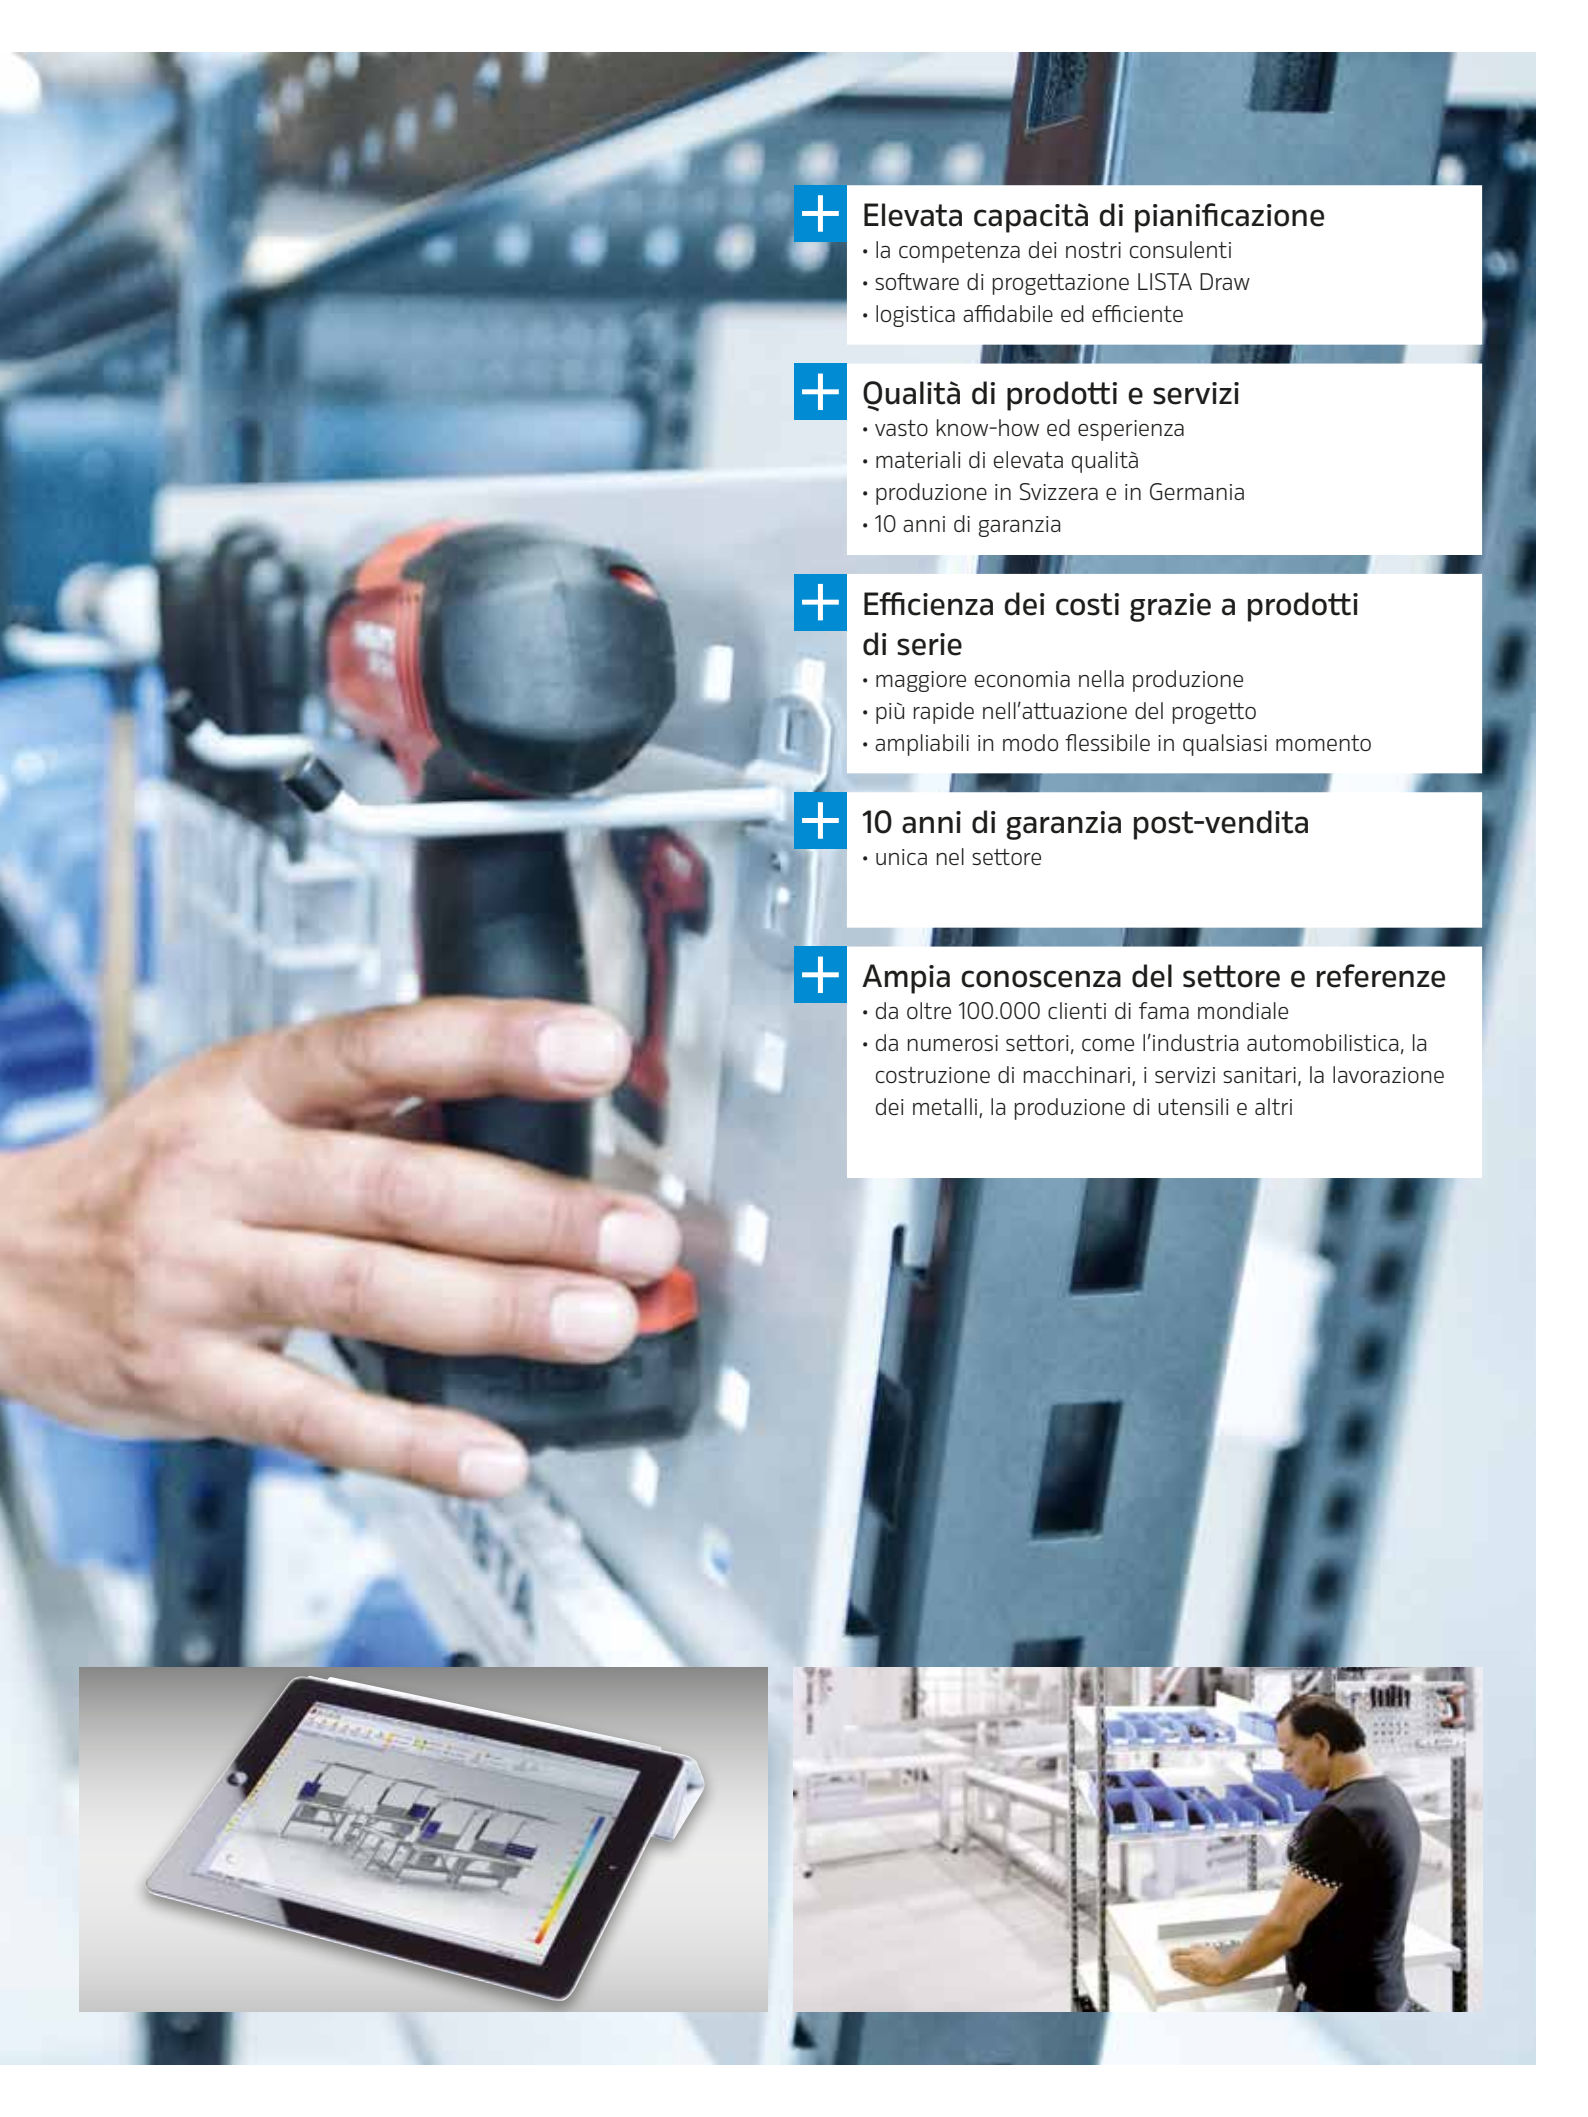 Elevata capacità di pianificazione
• la competenza dei nostri consulenti
• software di progettazione LISTA Draw
• logistica affidabile ed efficiente
Qualità di prodotti e servizi
• vasto know-how ed esperienza
• materiali di elevata qualità
• produzione in Svizzera e in Germania
• 10 anni di garanzia
Efficienza dei costi grazie a prodotti
di serie
• maggiore economia nella produzione
• più rapide nell'attuazione del progetto
• ampliabili in modo flessibile in qualsiasi momento
10 anni di garanzia post-vendita
• unica nel settore
Ampia conoscenza del settore e referenze
• da oltre 100.000 clienti di fama mondiale
• da numerosi settori, come l'industria automobilistica, la
costruzione di macchinari, i servizi sanitari, la lavorazione
dei metalli, la produzione di utensili e altri